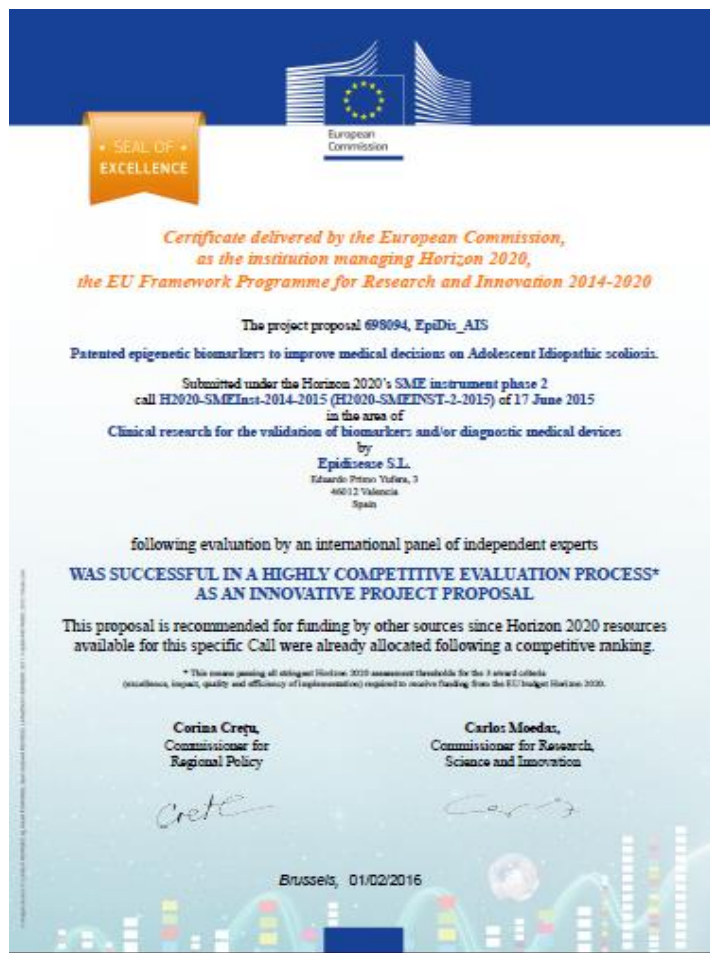 European
Commission
• SEAL OF •
EXCELLENCE
Certificate delivered by the European Commission,
as the institution managing Horizon 2020,
the EU Framework Programme for Research and Innovation 2014-2020
The project proposal 698094, EpiDis_AIS
Patented epigenetic biomarkers to improve medical decisions on Adolescent Idiopathic scoliosis.
Submitted under the Horizon 2020's SME instrument phase 2
call H2020-SMEInst-2014-2015 (H2020-SMEINST-2-2015) of 17 June 2015
in the area of
Clinical research for the validation of biomarkers and/or diagnostic medical devices
by
Epidisease S.L.
Eduardo Primo Yufera, 3
46012 Valencia
Spain
following evaluation by an international panel of independent experts
WAS SUCCESSFUL IN A HIGHLY COMPETITIVE EVALUATION PROCESS*
AS AN INNOVATIVE PROJECT PROPOSAL
This proposal is recommended for funding by other sources since Horizon 2020 resources
available for this specific Call were already allocated following a competitive ranking.
* This means passing all stringent Horizon 2020 assessment thresholds for the 3 award criteria
(excellence, impact, quality and efficiency of implementation) required to receive funding from the EU budget Horizon 2020.
Corina Crețu,
Commissioner for
Regional Policy
Carlos Moedas,
Commissioner for Research,
Science and Innovation
Brussels, 01/02/2016